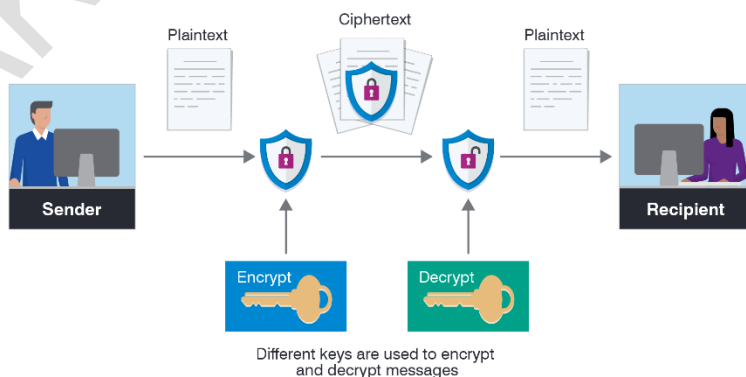 Ciphertext
Plaintext
Plaintext
Sender
Recipient
Encrypt
Decrypt
Different keys are used to encrypt
and decrypt messages